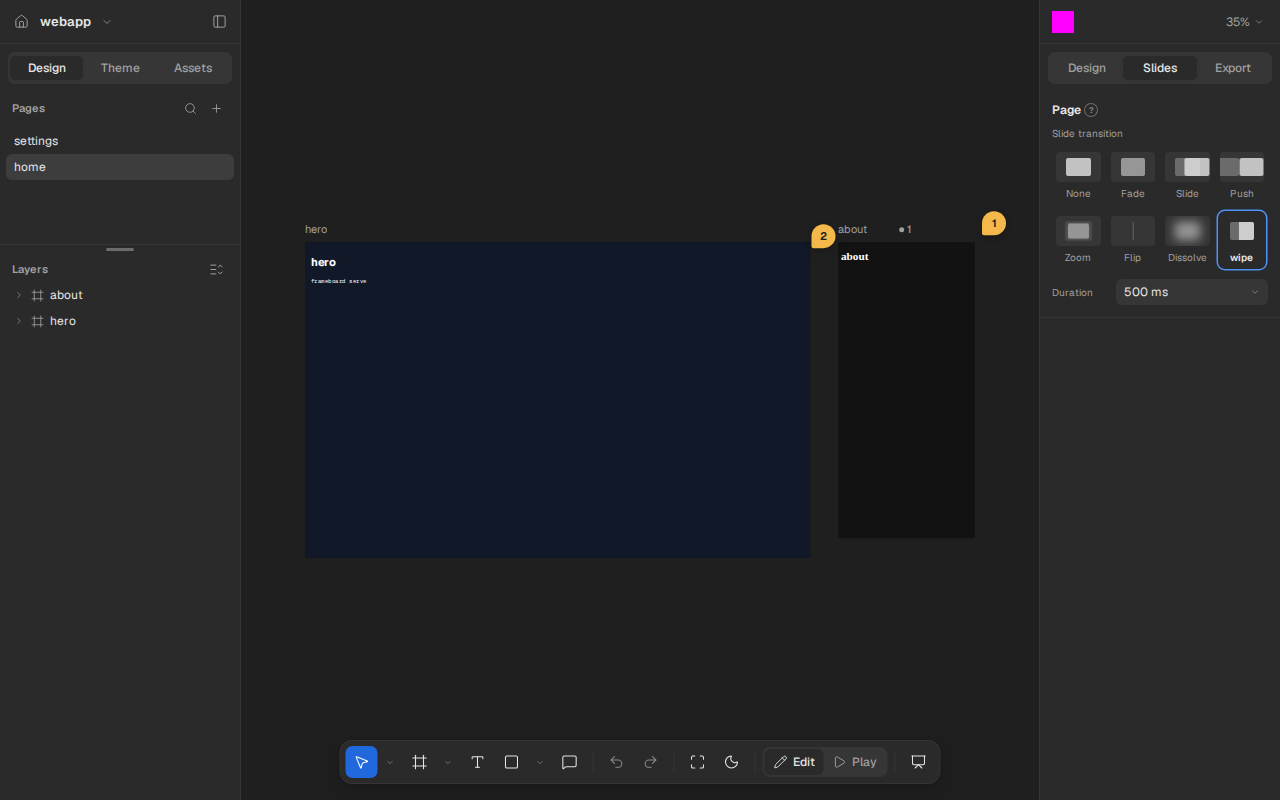 webapp
Design Theme Assets
Pages
settings
home
Layers
about
hero
hero
2
about 1
1
hero
frameboard serve
about
Edit Play
35%
Design Slides Export
Page ?
Slide transition
None Fade Slide Push
Zoom Flip Dissolve wipe
Duration 500 ms